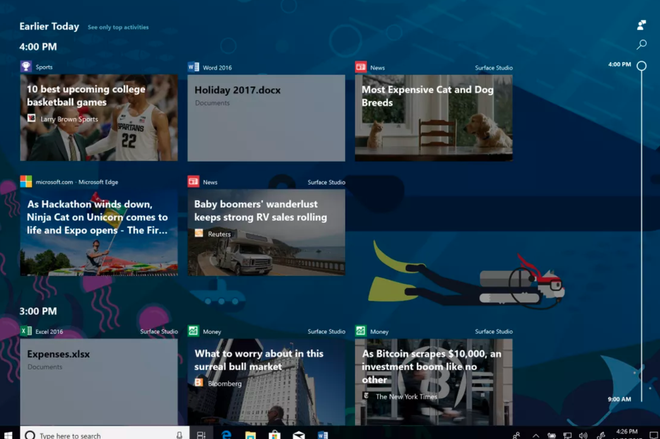 Earlier Today See only top activities
4:00 PM
4:00 PM
Sports
10 best upcoming college
basketball games
Larry Brown Sports
SPARTANS
22
Word 2016
Holiday 2017.docx
Documents
News Surface Studio
Most Expensive Cat and Dog
Breeds
microsoft.com · Microsoft Edge
As Hackathon winds down,
Ninja Cat on Unicorn comes to
life and Expo opens - The Fir...
News Surface Studio
Baby boomers' wanderlust
keeps strong RV sales rolling
Reuters
3:00 PM
Excel 2016 Surface Studio
Expenses.xlsx
Documents
Money Surface Studio
What to worry about in this
surreal bull market
Bloomberg
Money Surface Studio
As Bitcoin scrapes $10,000, an
investment boom like no
other
The New York Times
9:00 AM
Type here to search
4:26 PM